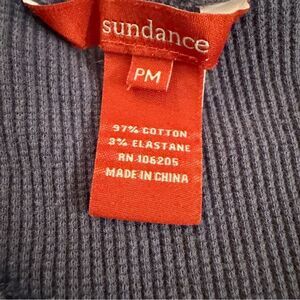 sundance
PM
97% COTTON
3% ELASTANE
RN 106205
MADE IN CHINA